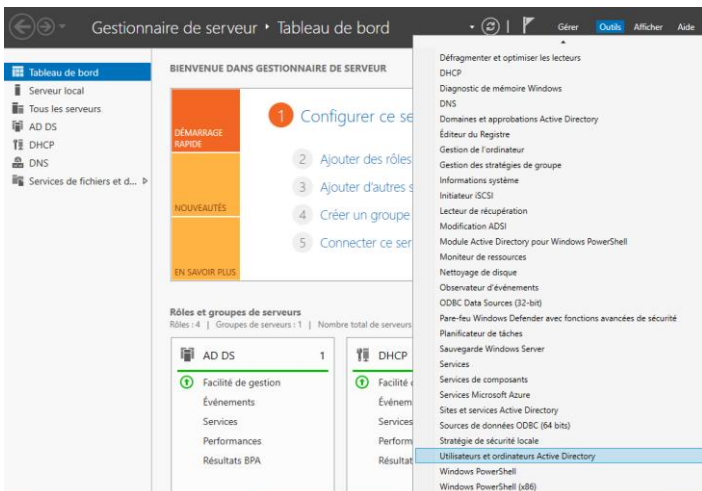 Gestionnaire de serveur ‣ Tableau de bord
Gérer Outils Afficher Aide
Tableau de bord
Serveur local
Tous les serveurs
AD DS
DHCP
DNS
Services de fichiers et d...
BIENVENUE DANS GESTIONNAIRE DE SERVEUR
DÉMARRAGE
RAPIDE
NOUVEAUTÉS
EN SAVOIR PLUS
1 Configurer ce se
2 Ajouter des rôles
3 Ajouter d'autres s
4 Créer un groupe
5 Connecter ce ser
Rôles et groupes de serveurs
Rôles : 4 | Groupes de serveurs : 1 | Nombre total de serveurs
AD DS 1
Facilité de gestion
Événements
Services
Performances
Résultats BPA
DHCP
Facilité
Événem
Services
Perform
Résultat
Défragmenter et optimiser les lecteurs
DHCP
Diagnostic de mémoire Windows
DNS
Domaines et approbations Active Directory
Éditeur du Registre
Gestion de l'ordinateur
Gestion des stratégies de groupe
Informations système
Initiateur iSCSI
Lecteur de récupération
Modification ADSI
Module Active Directory pour Windows PowerShell
Moniteur de ressources
Nettoyage de disque
Observateur d'événements
ODBC Data Sources (32-bit)
Pare-feu Windows Defender avec fonctions avancées de sécurité
Planificateur de tâches
Sauvegarde Windows Server
Services
Services de composants
Services Microsoft Azure
Sites et services Active Directory
Sources de données ODBC (64 bits)
Stratégie de sécurité locale
Utilisateurs et ordinateurs Active Directory
Windows PowerShell
Windows PowerShell (x86)